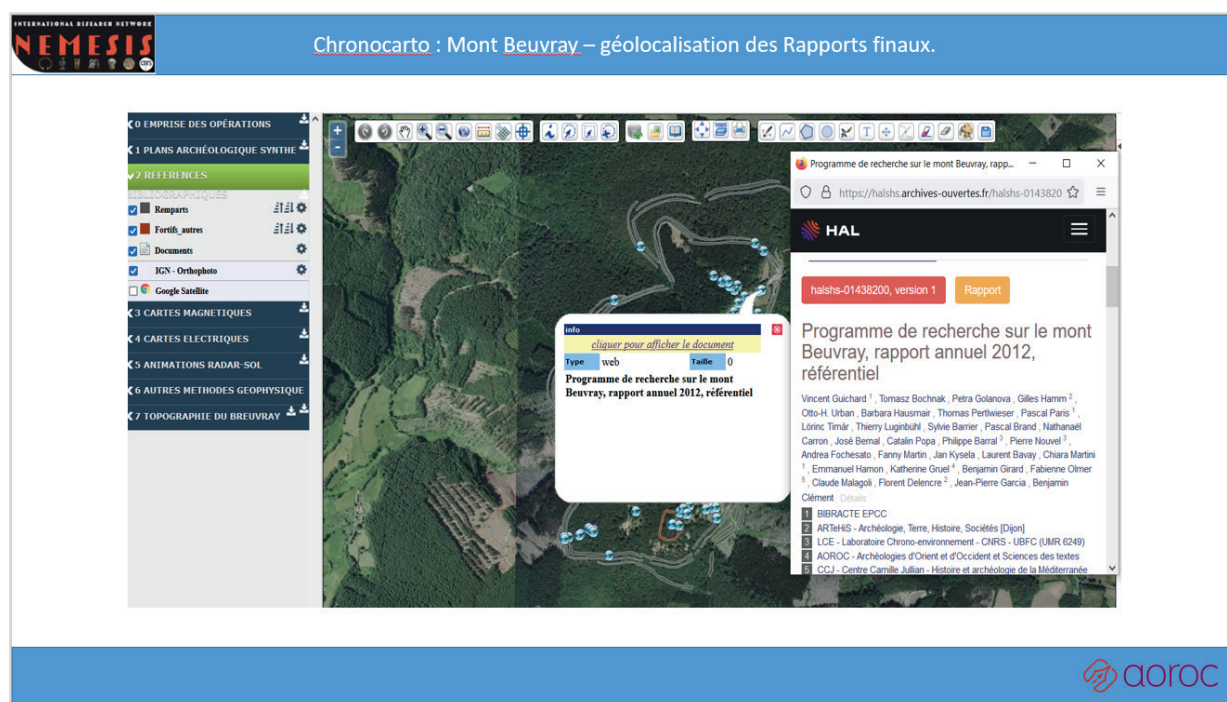 INTERNATIONAL RESEARCH NETWORK
NEMESIS
Chronocarto : Mont Beuvray – géolocalisation des Rapports finaux.
0 EMPRISE DES OPÉRATIONS
1 PLANS ARCHÉOLOGIQUE SYNTHE
2 REFERENCES
BIBLIOGRAPHIQUES
Remparts
Fortifs_autres
Documents
IGN - Orthophoto
Google Satellite
3 CARTES MAGNETIQUES
4 CARTES ELECTRIQUES
5 ANIMATIONS RADAR-SOL
6 AUTRES METHODES GEOPHYSIQUE
7 TOPOGRAPHIE DU BREUVRAY
info
cliquer pour afficher le document
Type web Taille 0
Programme de recherche sur le mont
Beuvray, rapport annuel 2012, référentiel
Programme de recherche sur le mont Beuvray, rapp...
https://halshs.archives-ouvertes.fr/halshs-0143820
HAL
halshs-01438200, version 1 Rapport
Programme de recherche sur le mont
Beuvray, rapport annuel 2012,
référentiel
Vincent Guichard 1 , Tomasz Bochnak , Petra Golanova , Gilles Hamm 2 ,
Otto-H. Urban , Barbara Hausmair , Thomas Pertlwieser , Pascal Paris 1 ,
Lörinc Timár , Thierry Luginbühl , Sylvie Barrier , Pascal Brand , Nathanaël
Carron , José Bernal , Catalin Popa , Philippe Barral 3 , Pierre Nouvel 3 ,
Andrea Fochesato , Fanny Martin , Jan Kysela , Laurent Bavay , Chiara Martini
1 , Emmanuel Hamon , Katherine Gruel 4 , Benjamin Girard , Fabienne Olmer
5 , Claude Malagoli , Florent Delencre 2 , Jean-Pierre Garcia , Benjamin
Clément Détails
1 BIBRACTE EPCC
2 ARTeHiS - Archéologie, Terre, Histoire, Sociétés [Dijon]
3 LCE - Laboratoire Chrono-environnement - CNRS - UBFC (UMR 6249)
4 AOROC - Archéologies d'Orient et d'Occident et Sciences des textes
5 CCJ - Centre Camille Jullian - Histoire et archéologie de la Méditerranée
aoroc